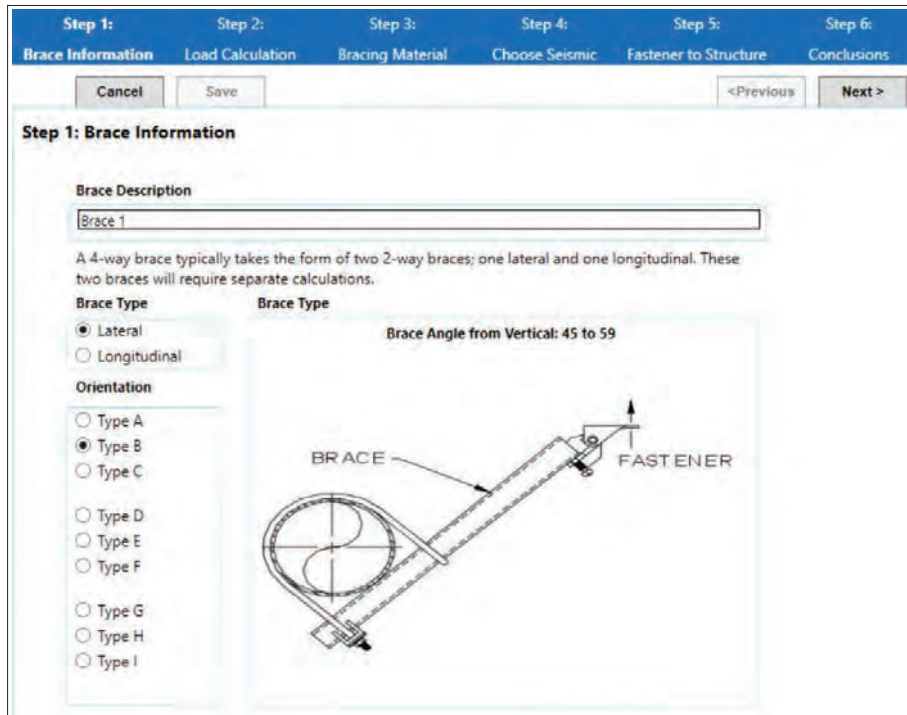 Step 1: Step 2: Step 3: Step 4: Step 5: Step 6:
Brace Information Load Calculation Bracing Material Choose Seismic Fastener to Structure Conclusions
Cancel Save <Previous Next >
Step 1: Brace Information
Brace Description
Brace 1
A 4-way brace typically takes the form of two 2-way braces; one lateral and one longitudinal. These
two braces will require separate calculations.
Brace Type Brace Type
Lateral
Longitudinal
Brace Angle from Vertical: 45 to 59
Orientation
Type A
Type B
Type C
Type D
Type E
Type F
Type G
Type H
Type I
BRACE
FASTENER